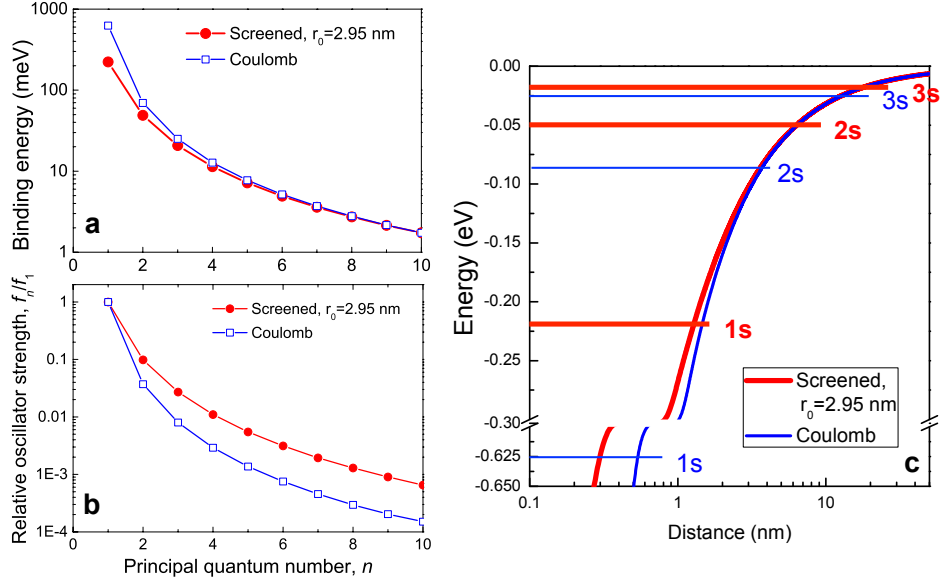 1000
100
10
1
Binding energy (meV)
Screened, r₀=2.95 nm
Coulomb
a
0 2 4 6 8 10
1
0.1
0.01
1E-3
1E-4
Relative oscillator strength, fₙ/f₁
Screened, r₀=2.95 nm
Coulomb
b
0 2 4 6 8 10
Principal quantum number, n
0.00
-0.05
-0.10
-0.15
-0.20
-0.25
-0.30
-0.625
-0.650
Energy (eV)
3s
3s
2s
2s
1s
1s
Screened,
r₀=2.95 nm
Coulomb
c
0.1 1 10
Distance (nm)